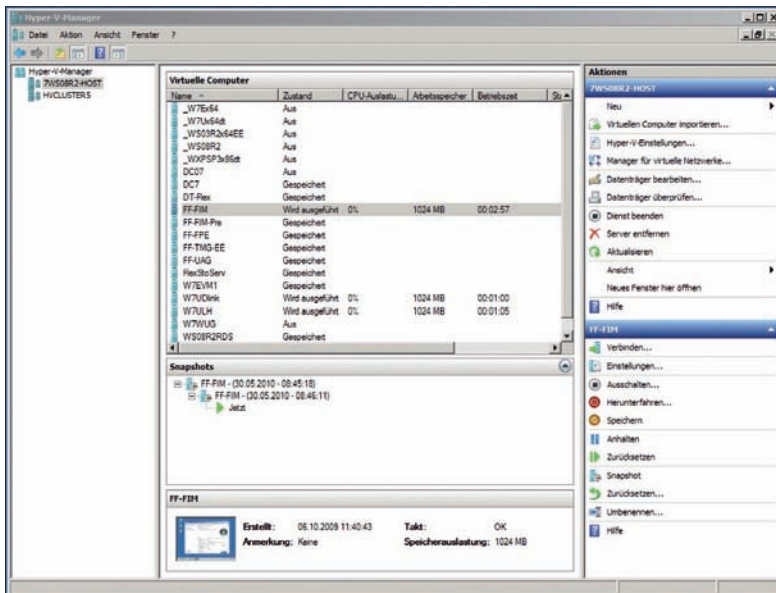 Hyper-V-Manager
Datei Aktion Ansicht Fenster ?
Hyper-V-Manager
7WS08R2-HOST
HVCLUSTERS
Virtuelle Computer
Name Zustand CPU-Auslastu... Arbeitsspeicher Betriebszeit
_W7Ex64 Aus
_W7Ux64dt Aus
_WS03R2x64EE Aus
_WS08R2 Aus
_WXPSP3x86dt Aus
DC07 Aus
DC7 Gespeichert
DT-Flex Gespeichert
FF-FIM Wird ausgeführt 0% 1024 MB 00:02:57
FF-FIM-Pre Gespeichert
FF-FPE Gespeichert
FF-TMG-EE Gespeichert
FF-UAG Gespeichert
FlexStoServ Gespeichert
W7EVM1 Gespeichert
W7UDlink Wird ausgeführt 0% 1024 MB 00:01:00
W7ULH Wird ausgeführt 0% 1024 MB 00:01:05
W7WUG Aus
WS08R2RDS Gespeichert
Snapshots
FF-FIM - (30.05.2010 - 08:45:18)
FF-FIM - (30.05.2010 - 08:46:11)
Jetzt
FF-FIM
Erstellt: 06.10.2009 11:40:43 Takt: OK
Anmerkung: Keine Speicherauslastung: 1024 MB
Aktionen
7WS08R2-HOST
Neu
Virtuellen Computer importieren...
Hyper-V-Einstellungen...
Manager für virtuelle Netzwerke...
Datenträger bearbeiten...
Datenträger überprüfen...
Dienst beenden
Server entfernen
Aktualisieren
Ansicht
Neues Fenster hier öffnen
Hilfe
FF-FIM
Verbinden...
Einstellungen...
Ausschalten...
Herunterfahren...
Speichern
Anhalten
Zurücksetzen
Snapshot
Zurücksetzen...
Umbenennen...
Hilfe